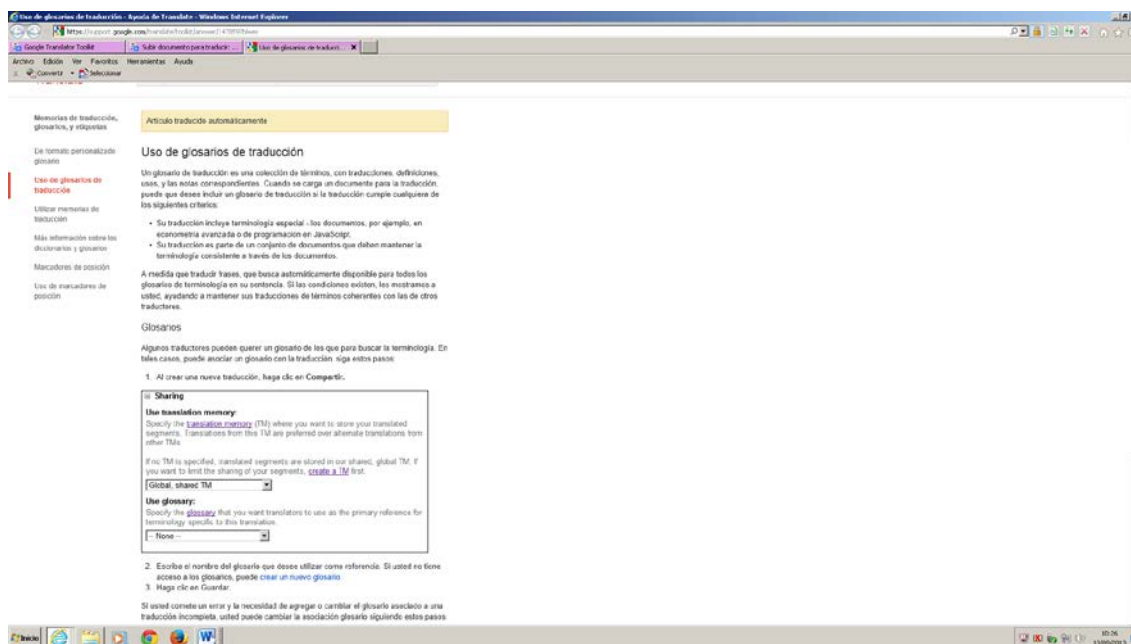 Uso de glosarios de traducción - Ayuda de Translate - Windows Internet Explorer
Google Translator Toolkit
Subir documento para traducir: ...
Uso de glosarios de traducci...
Archivo Edición Ver Favoritos Herramientas Ayuda
Convertir
Seleccionar
Memorias de traducción,
glosarios, y etiquetas
De formato personalizado
glosario
Uso de glosarios de
traducción
Utilizar memorias de
traducción
Más información sobre los
diccionarios y glosarios
Marcadores de posición
Uso de marcadores de
posición
Artículo traducido automáticamente
Uso de glosarios de traducción
Un glosario de traducción es una colección de términos, con traducciones, definiciones,
usos, y las notas correspondientes. Cuando se carga un documento para la traducción,
puede que desee incluir un glosario de traducción si la traducción cumple cualquiera de
los siguientes criterios:
• Su traducción incluye terminología especial - los documentos, por ejemplo, en
econometría avanzada o de programación en JavaScript.
• Su traducción es parte de un conjunto de documentos que deben mantener la
terminología consistente a través de los documentos.
A medida que traducir frases, que busca automáticamente disponible para todos los
glosarios de terminología en su sentencia. Si las condiciones existen, les mostramos a
usted, ayudando a mantener sus traducciones de términos coherentes con las de otros
traductores.
Glosarios
Algunos traductores pueden querer un glosario de les que para buscar la terminología. En
tales casos, puede asociar un glosario con la traducción. siga estos pasos:
1. Al crear una nueva traducción, haga clic en Compartir.
Sharing
Use translation memory:
Specify the translation memory (TM) where you want to store your translated
segments. Translations from this TM are preferred over alternate translations from
other TMs.
If no TM is specified, translated segments are stored in our shared, global TM. If
you want to limit the sharing of your segments, create a TM first.
Global, shared TM
Use glossary:
Specify the glossary that you want translators to use as the primary reference for
terminology specific to this translation.
-- None --
2. Escriba el nombre del glosario que desee utilizar como referencia. Si usted no tiene
acceso a los glosarios, puede crear un nuevo glosario.
3. Haga clic en Guardar.
Si usted comete un error y la necesidad de agregar o cambiar el glosario asociado a una
traducción incompleta, usted puede cambiar la asociación glosario siguiendo estos pasos
Inicio
10:26